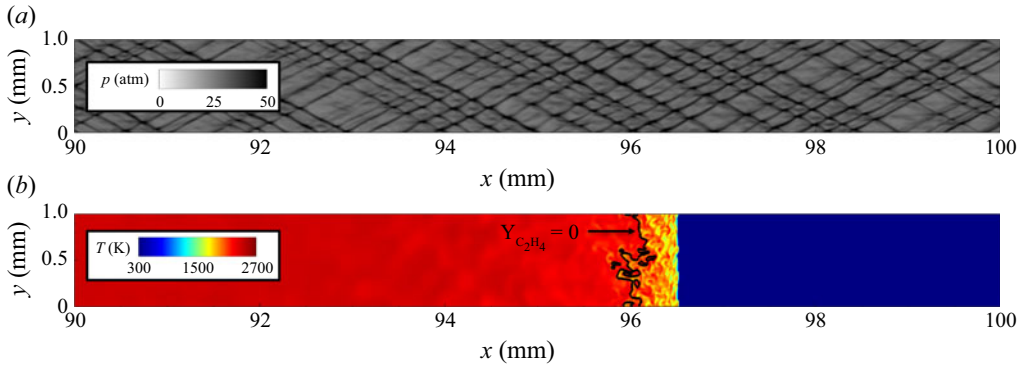 (a)
1.0
y (mm)
0.5
p (atm)
0 25 50
0
90 92 94 96 98 100
x (mm)
(b)
1.0
Y_{C_2H_4} = 0
y (mm)
0.5
T (K)
300 1500 2700
0
90 92 94 96 98 100
x (mm)